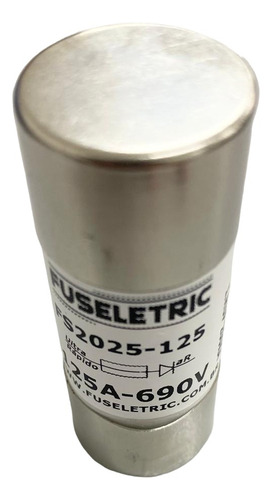 FUSELETRIC
FS2025-125
Ultra
Rápido
aR
125A-690V
WWW.FUSELETRIC.COM.BR